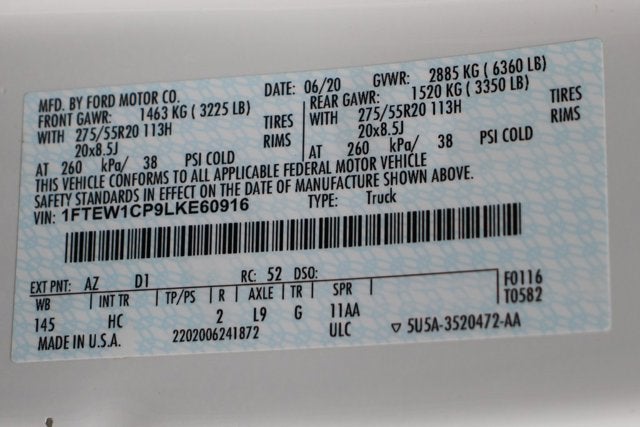 MFD. BY FORD MOTOR CO. DATE: 06/20 GVWR: 2885 KG ( 6360 LB)
FRONT GAWR: 1463 KG ( 3225 LB) REAR GAWR: 1520 KG ( 3350 LB)
WITH 275/55R20 113H TIRES WITH 275/55R20 113H TIRES
20x8.5J RIMS 20x8.5J RIMS
AT 260 kPa/ 38 PSI COLD AT 260 kPa/ 38 PSI COLD
THIS VEHICLE CONFORMS TO ALL APPLICABLE FEDERAL MOTOR VEHICLE
SAFETY STANDARDS IN EFFECT ON THE DATE OF MANUFACTURE SHOWN ABOVE.
VIN: 1FTEW1CP9LKE60916 TYPE: Truck
EXT PNT: AZ D1 RC: 52 DSO: F0116
WB INT TR TP/PS R AXLE TR SPR T0582
145 HC 2 L9 G 11AA
MADE IN U.S.A. 2202006241872 ULC ▽ 5U5A-3520472-AA